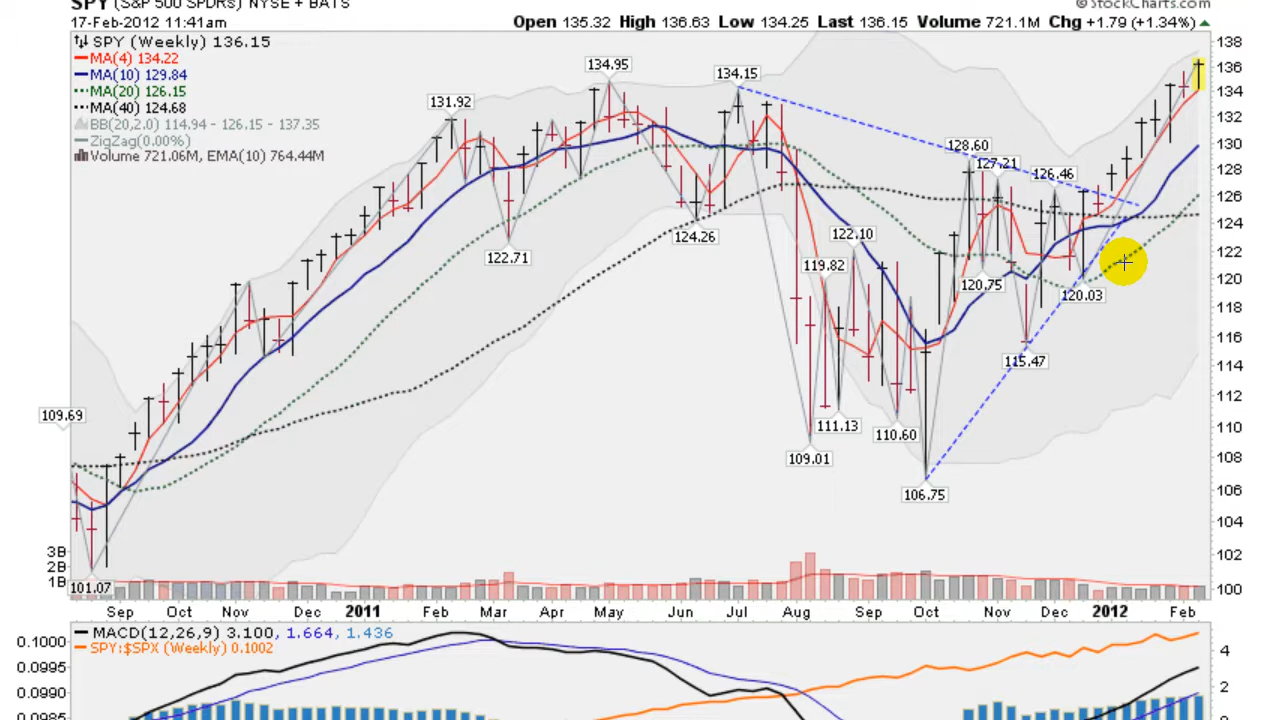 SPY (S&P 500 SPDRs) NYSE + BATS
© StockCharts.com
17-Feb-2012 11:41am
Open 135.32 High 136.63 Low 134.25 Last 136.15 Volume 721.1M Chg +1.79 (+1.34%)
SPY (Weekly) 136.15
MA(4) 134.22
MA(10) 129.84
MA(20) 126.15
MA(40) 124.68
BB(20,2.0) 114.94 - 126.15 - 137.35
ZigZag(0.00%)
Volume 721.06M, EMA(10) 764.44M
134.95
134.15
131.92
128.60
127.21
126.46
124.26
122.71
122.10
119.82
120.75
120.03
115.47
109.69
111.13
110.60
109.01
106.75
101.07
138
136
134
132
130
128
126
124
122
120
118
116
114
112
110
108
106
104
102
100
3B
2B
1B
Sep Oct Nov Dec 2011 Feb Mar Apr May Jun Jul Aug Sep Oct Nov Dec 2012 Feb
MACD(12,26,9) 3.100, 1.664, 1.436
SPY:$SPX (Weekly) 0.1002
0.1000
0.0995
0.0990
0.0985
4
2
0